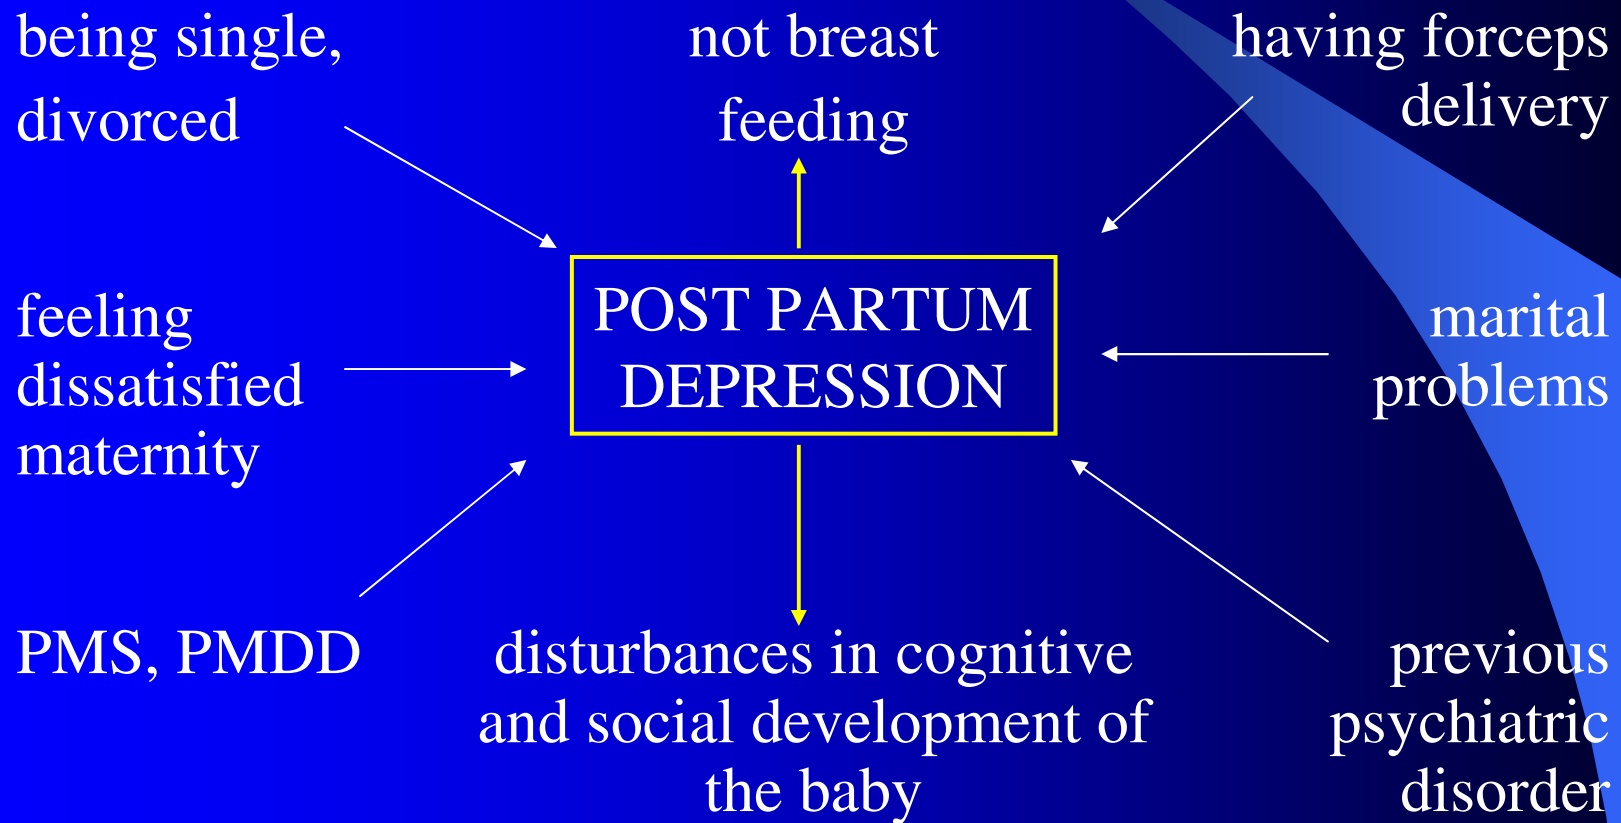 being single,
divorced
not breast
feeding
having forceps
delivery
feeling
dissatisfied
maternity
POST PARTUM
DEPRESSION
marital
problems
PMS, PMDD
disturbances in cognitive
and social development of
the baby
previous
psychiatric
disorder